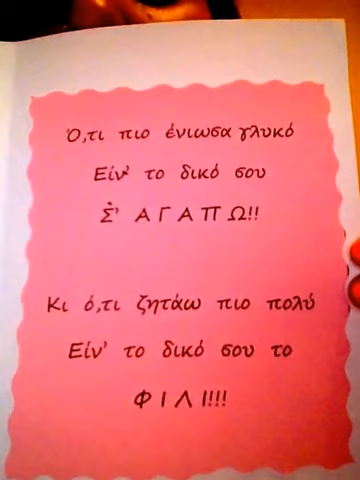 Ό,τι πιο ένιωσα γλυκό
Είν' το δικό σου
Σ' ΑΓΑΠΩ!!
Κι ό,τι ζητάω πιο πολύ
Είν' το δικό σου το
ΦΙΛΙ!!!!